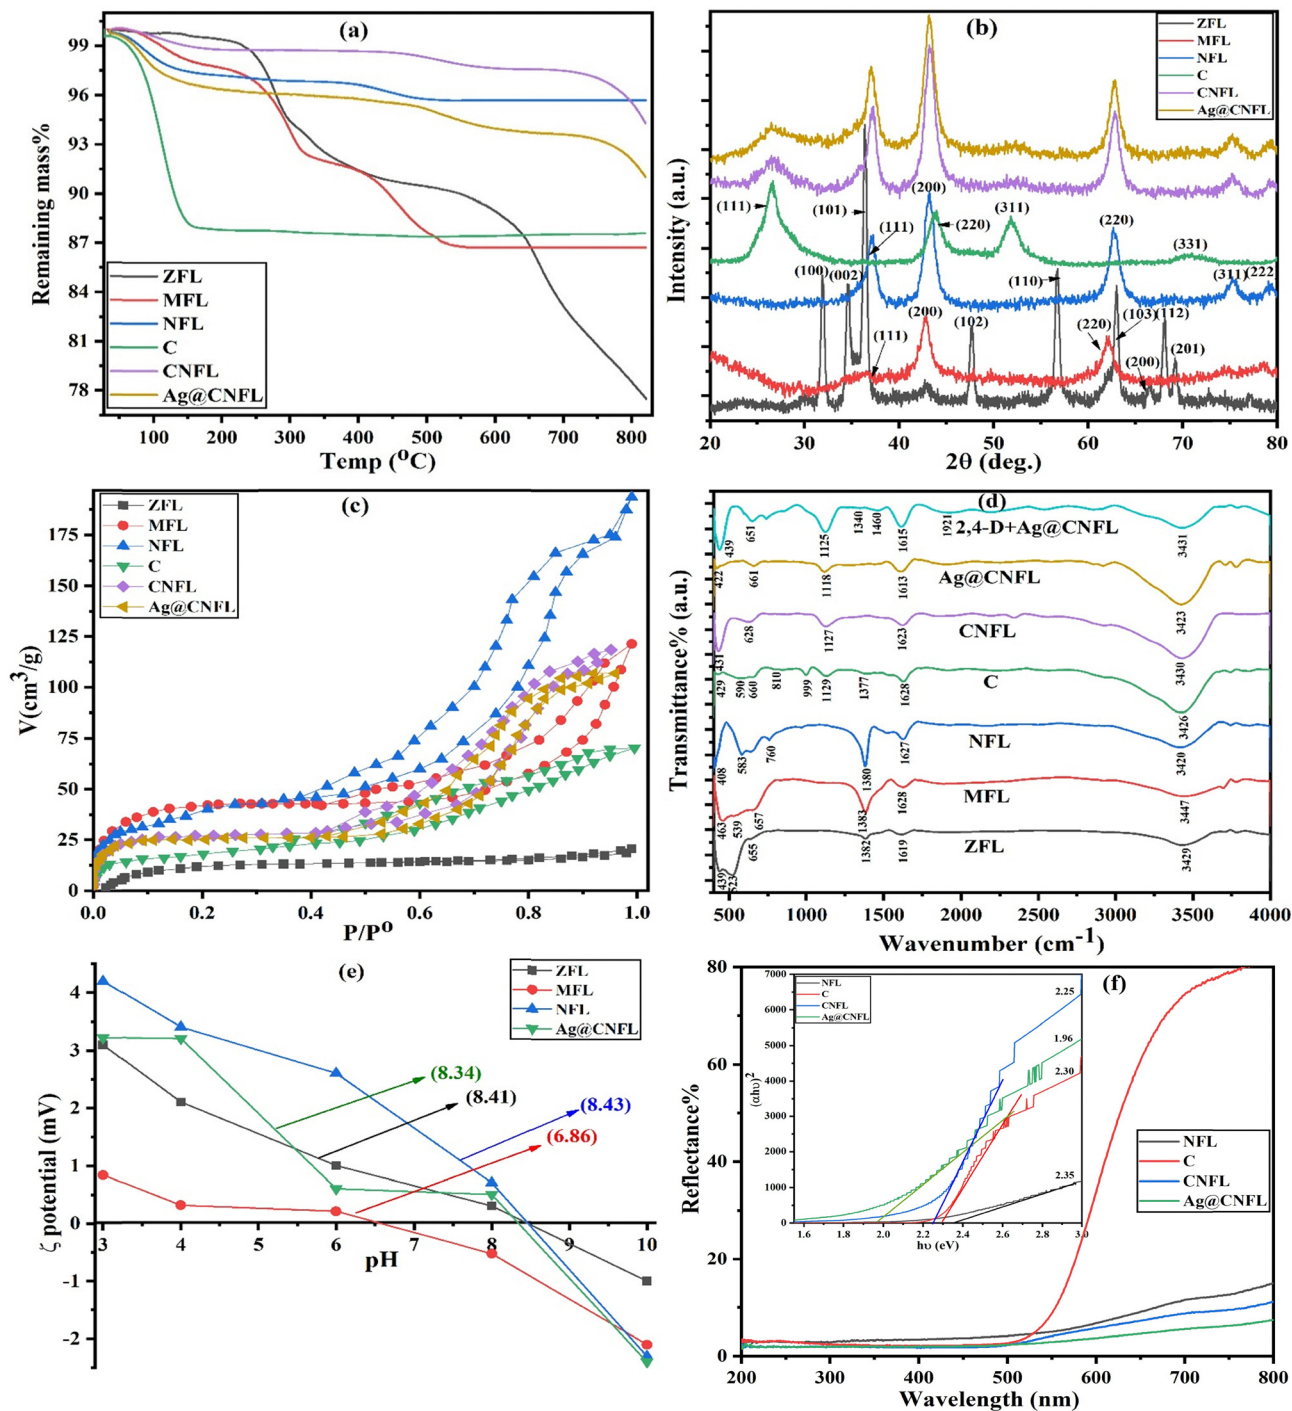 (a)
99
96
93
90
87
84
81
78
Remaining mass%
ZFL
MFL
NFL
C
CNFL
Ag@CNFL
100 200 300 400 500 600 700 800
Temp (⁰C)
(b)
ZFL
MFL
NFL
C
CNFL
Ag@CNFL
Intensity (a.u.)
(111)
(101)
(200)
(111)
(220)
(311)
(220)
(331)
(100)
(002)
(110)
(311)
(222)
(200)
(111)
(102)
(220)
(103)
(112)
(200)
(201)
20 30 40 50 60 70 80
2θ (deg.)
(c)
ZFL
MFL
NFL
C
CNFL
Ag@CNFL
175
150
125
100
75
50
25
0
V(cm³/g)
0.0 0.2 0.4 0.6 0.8 1.0
P/P⁰
(d)
439 651 1125 1340 1460 1615 1921 3431
2,4-D+Ag@CNFL
422 661 1118 1613 3423
Ag@CNFL
431 628 1127 1623 3430
CNFL
429 590 660 810 999 1129 1377 1628 3426
C
408 583 760 1380 1627 3420
NFL
463 539 657 1383 1628 3447
MFL
439 523 655 1382 1619 3429
ZFL
Transmittance% (a.u.)
500 1000 1500 2000 2500 3000 3500 4000
Wavenumber (cm⁻¹)
(e)
ZFL
MFL
NFL
Ag@CNFL
4
3
2
1
0
-1
-2
ζ potential (mV)
(8.34)
(8.41)
(8.43)
(6.86)
3 4 5 6 7 8 9 10
pH
(f)
80
60
40
20
0
Reflectance%
NFL
C
CNFL
Ag@CNFL
7000
6000
5000
4000
3000
2000
1000
0
(αhυ)²
NFL
C
CNFL
Ag@CNFL
2.25
1.96
2.30
2.35
1.6 1.8 2.0 2.2 2.4 2.6 2.8 3.0
hυ (eV)
200 300 400 500 600 700 800
Wavelength (nm)